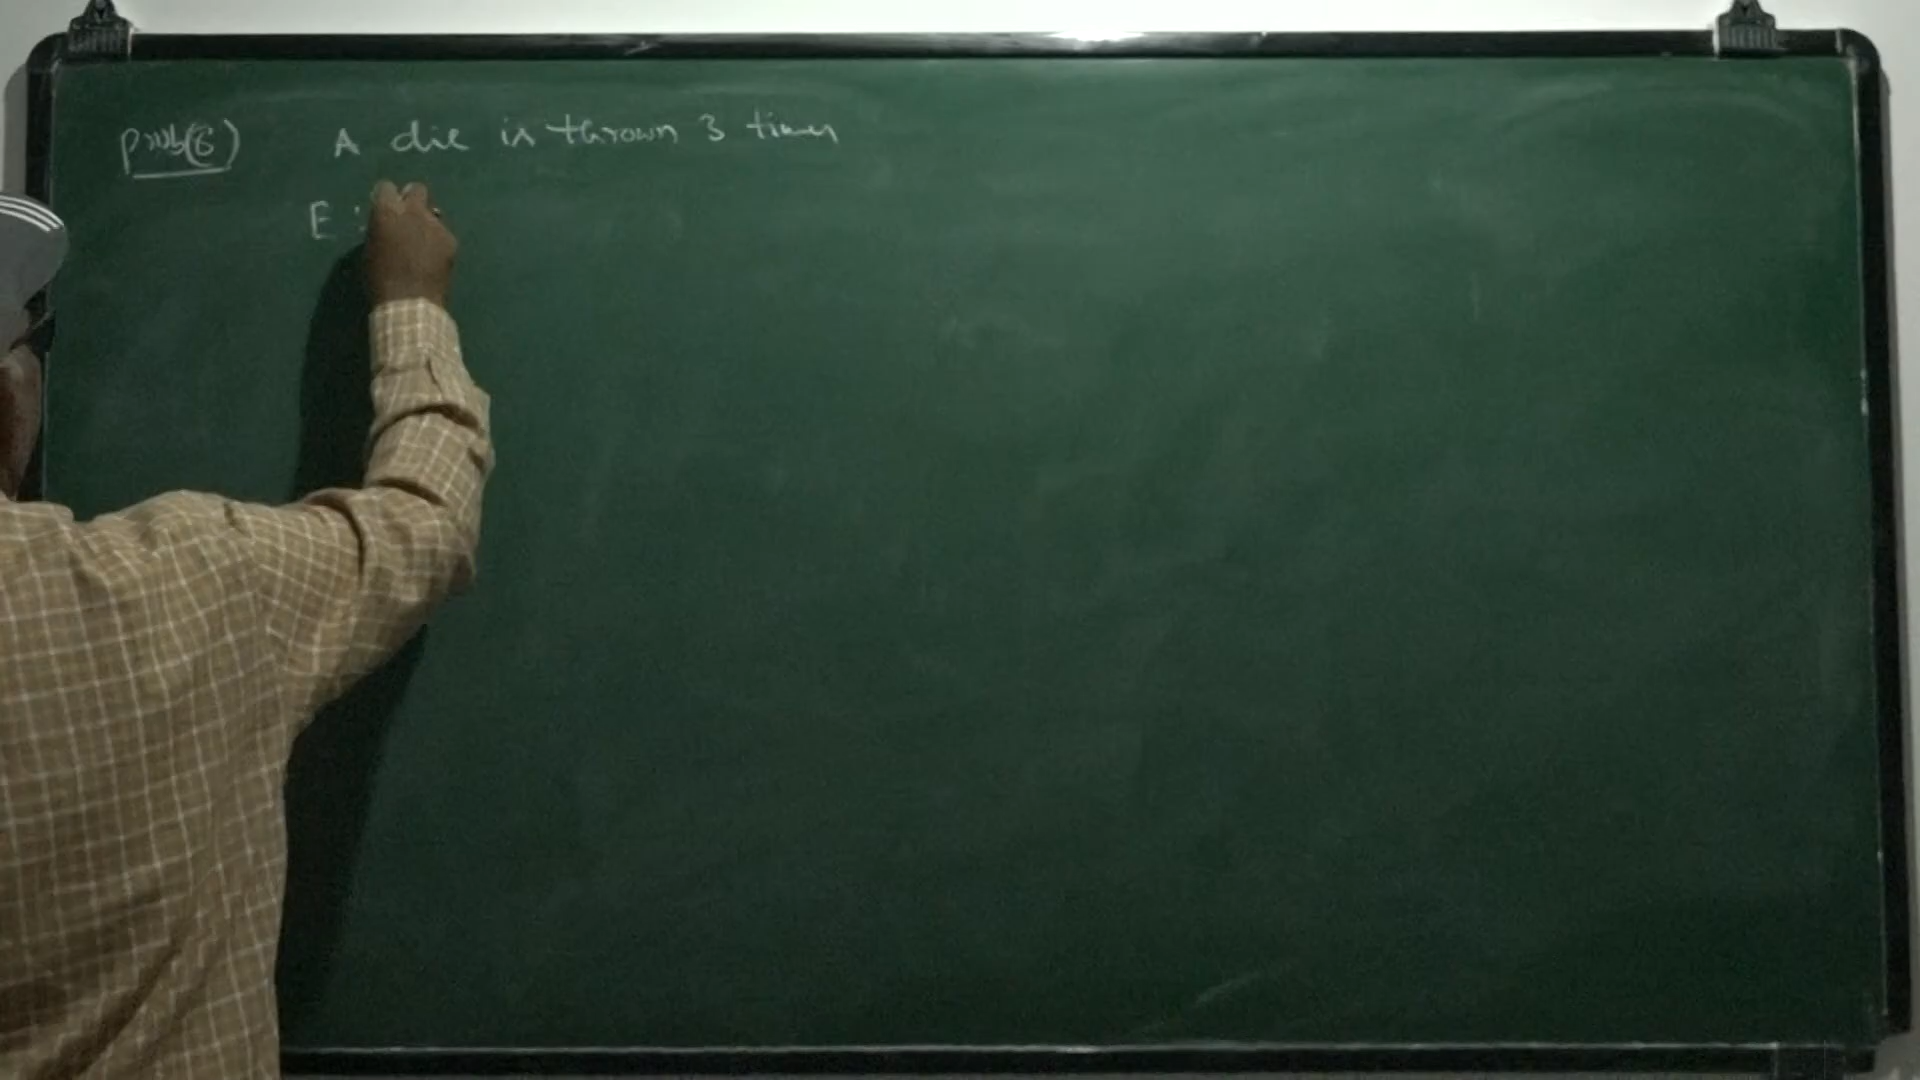 prob(6) A die is thrown 3 times
E :